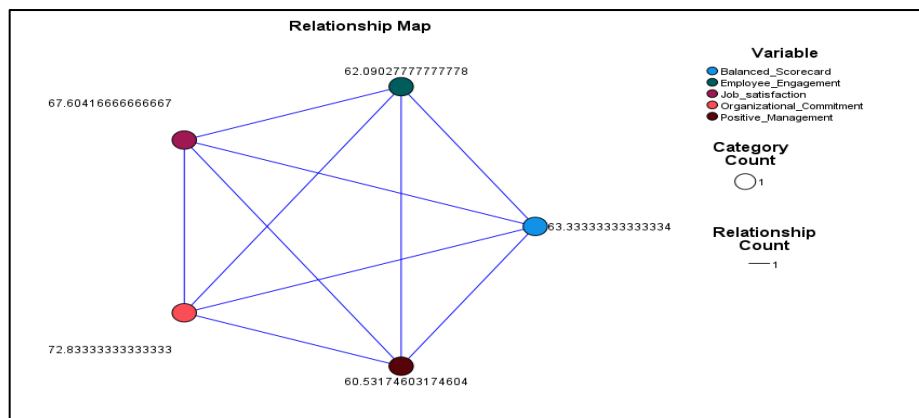 Relationship Map
62.09027777777778
67.60416666666667
63.33333333333334
72.83333333333333
60.53174603174604
Variable
Balanced_Scorecard
Employee_Engagement
Job_satisfaction
Organizational_Commitment
Positive_Management
Category
Count
1
Relationship
Count
1